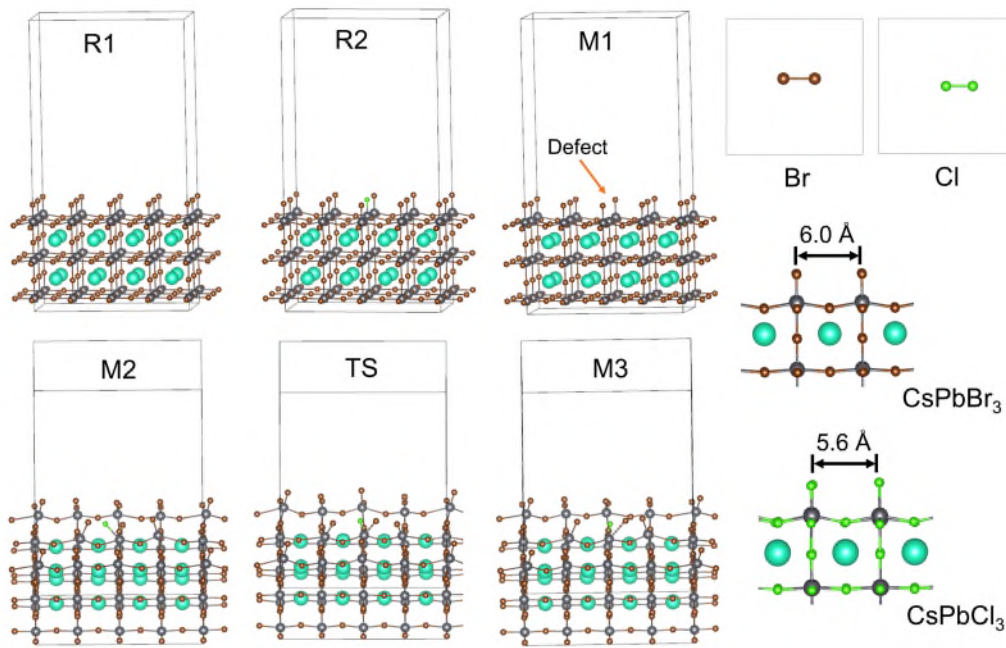 R1
R2
M1
Defect
Br
Cl
6.0 Å
CsPbBr₃
M2
TS
M3
5.6 Å
CsPbCl₃